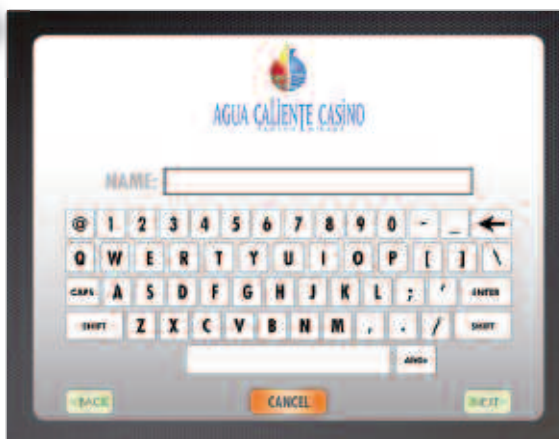 AGUA CALIENTE CASINO
NAME:
@ 1 2 3 4 5 6 7 8 9 0 - _ ←
Q W E R T Y U I O P [ ] \
CAPS A S D F G H J K L ; ' ENTER
SHIFT Z X C V B N M , . / SHIFT
<BACK CANCEL NEXT>